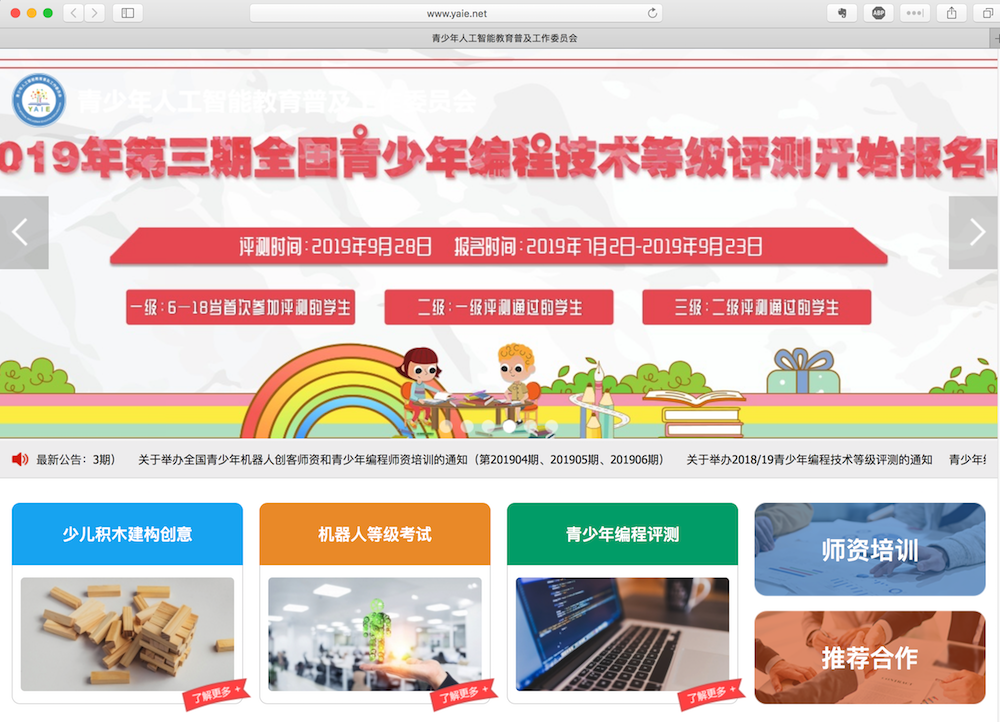 www.yaie.net
ABP
青少年人工智能教育普及工作委员会
YAIE
青少年人工智能教育普及工作委员会
019年第三期全国青少年编程技术等级评测开始报名
评测时间:2019年9月28日 报名时间:2019年7月2日-2019年9月23日
一级:6—18岁首次参加评测的学生
二级:一级评测通过的学生
三级:二级评测通过的学生
最新公告: 3期） 关于举办全国青少年机器人创客师资和青少年编程师资培训的通知（第201904期、201905期、201906期） 关于举办2018/19青少年编程技术等级评测的通知 青少年
少儿积木建构创意
机器人等级考试
青少年编程评测
师资培训
推荐合作
了解更多 +
了解更多 +
了解更多 +